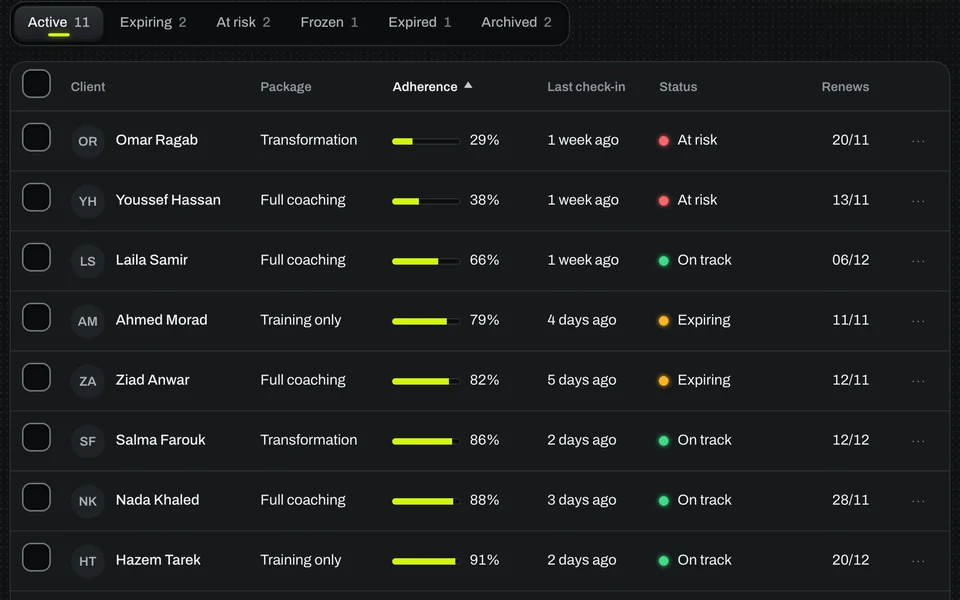 Active 11 Expiring 2 At risk 2 Frozen 1 Expired 1 Archived 2
Client Package Adherence ▲ Last check-in Status Renews
OR Omar Ragab Transformation 29% 1 week ago At risk 20/11 ...
YH Youssef Hassan Full coaching 38% 1 week ago At risk 13/11 ...
LS Laila Samir Full coaching 66% 1 week ago On track 06/12 ...
AM Ahmed Morad Training only 79% 4 days ago Expiring 11/11 ...
ZA Ziad Anwar Full coaching 82% 5 days ago Expiring 12/11 ...
SF Salma Farouk Transformation 86% 2 days ago On track 12/12 ...
NK Nada Khaled Full coaching 88% 3 days ago On track 28/11 ...
HT Hazem Tarek Training only 91% 2 days ago On track 20/12 ...